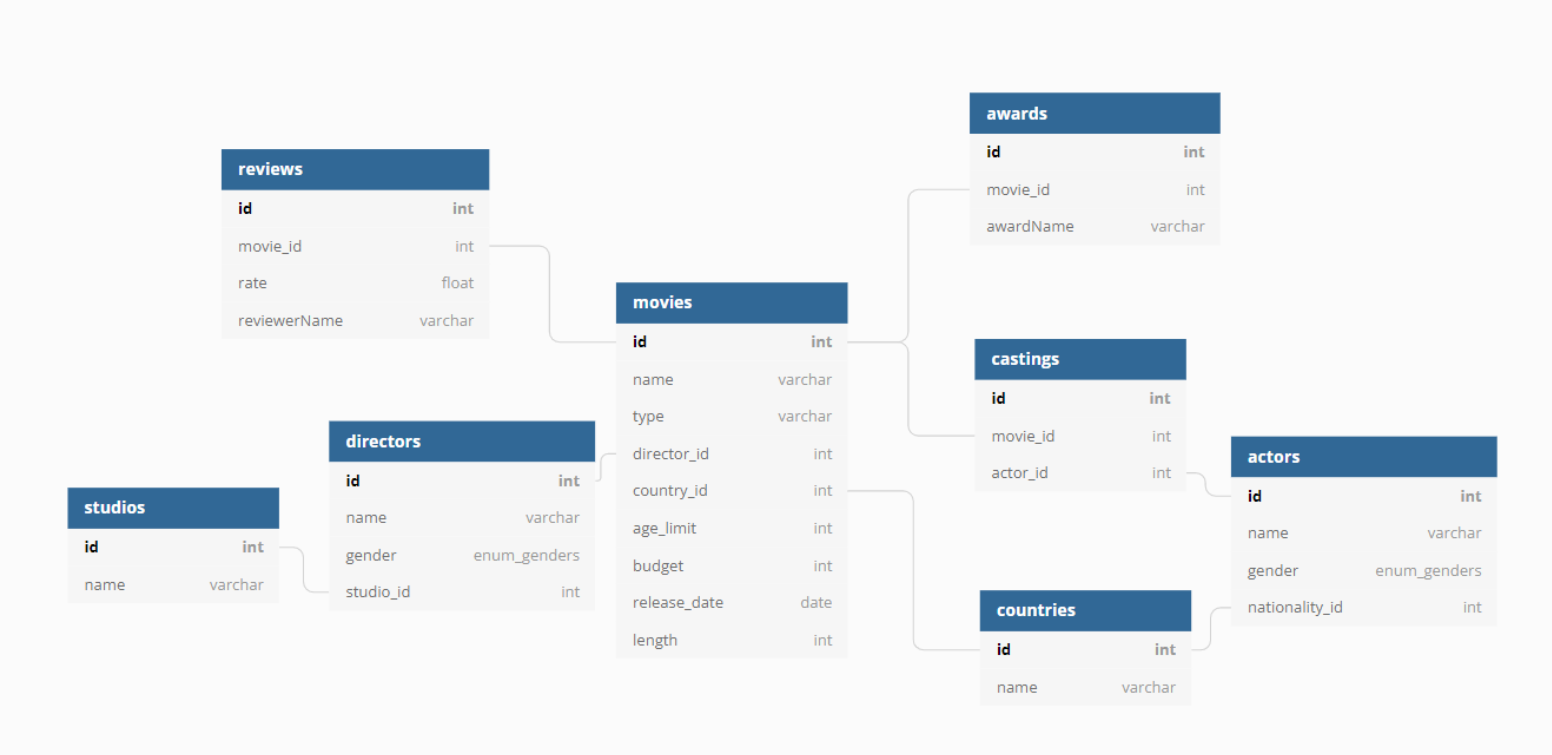 reviews
id int
movie_id int
rate float
reviewerName varchar
studios
id int
name varchar
directors
id int
name varchar
gender enum_genders
studio_id int
movies
id int
name varchar
type varchar
director_id int
country_id int
age_limit int
budget int
release_date date
length int
awards
id int
movie_id int
awardName varchar
castings
id int
movie_id int
actor_id int
countries
id int
name varchar
actors
id int
name varchar
gender enum_genders
nationality_id int